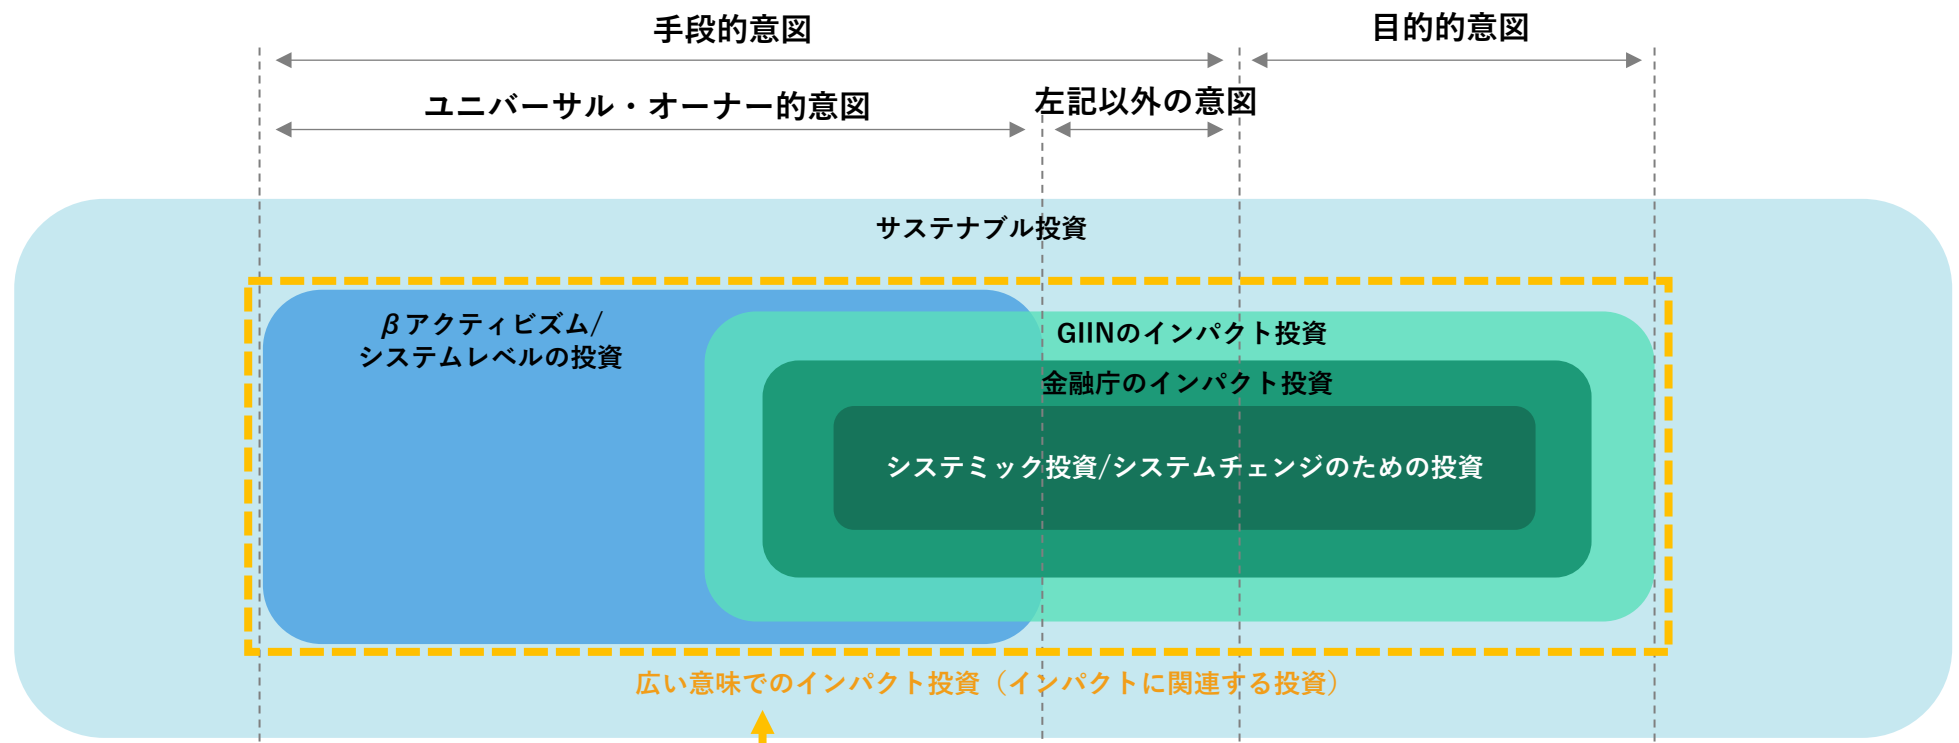 手段的意図
目的的意図
ユニバーサル・オーナー的意図
左記以外の意図
サステナブル投資
βアクティビズム/
システムレベルの投資
GIINのインパクト投資
金融庁のインパクト投資
システミック投資/システムチェンジのための投資
広い意味でのインパクト投資（インパクトに関連する投資）